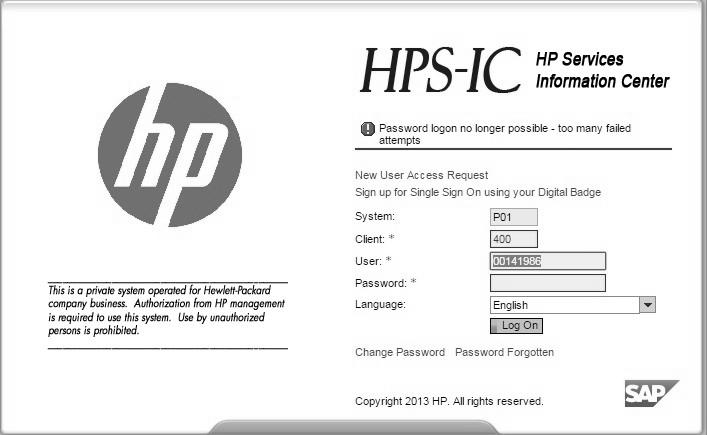 hp
This is a private system operated for Hewlett-Packard
company business. Authorization from HP management
is required to use this system. Use by unauthorized
persons is prohibited.
HPS-IC HP Services
Information Center
Password logon no longer possible - too many failed
attempts
New User Access Request
Sign up for Single Sign On using your Digital Badge
System: P01
Client: * 400
User: * 00141986
Password: *
Language: English
Log On
Change Password Password Forgotten
Copyright 2013 HP. All rights reserved.
SAP